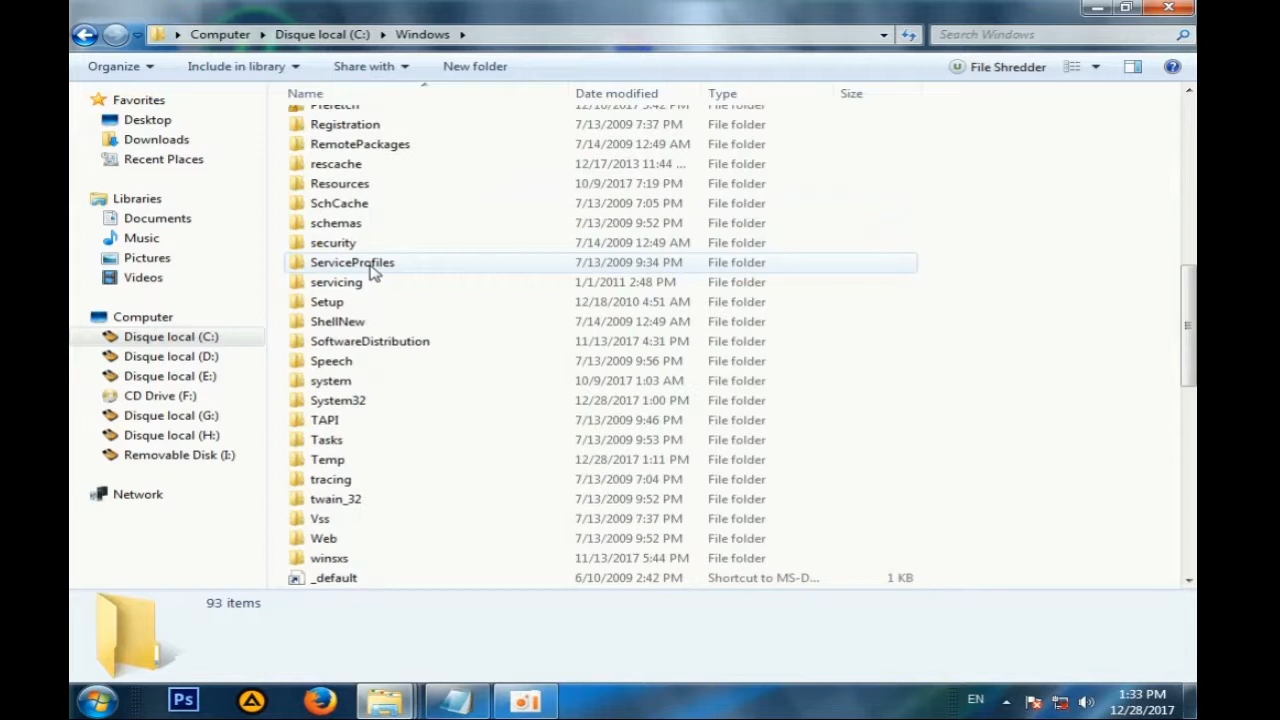 Computer Disque local (C:) Windows Search Windows
Organize Include in library Share with New folder File Shredder
Name Date modified Type Size
Favorites
Desktop
Downloads
Recent Places
Libraries
Documents
Music
Pictures
Videos
Computer
Disque local (C:)
Disque local (D:)
Disque local (E:)
CD Drive (F:)
Disque local (G:)
Disque local (H:)
Removable Disk (I:)
Network
Prefetch 12/16/2017 5:42 PM File folder
Registration 7/13/2009 7:37 PM File folder
RemotePackages 7/14/2009 12:49 AM File folder
rescache 12/17/2013 11:44 ... File folder
Resources 10/9/2017 7:19 PM File folder
SchCache 7/13/2009 7:05 PM File folder
schemas 7/13/2009 9:52 PM File folder
security 7/14/2009 12:49 AM File folder
ServiceProfiles 7/13/2009 9:34 PM File folder
servicing 1/1/2011 2:48 PM File folder
Setup 12/18/2010 4:51 AM File folder
ShellNew 7/14/2009 12:49 AM File folder
SoftwareDistribution 11/13/2017 4:31 PM File folder
Speech 7/13/2009 9:56 PM File folder
system 10/9/2017 1:03 AM File folder
System32 12/28/2017 1:00 PM File folder
TAPI 7/13/2009 9:46 PM File folder
Tasks 7/13/2009 9:53 PM File folder
Temp 12/28/2017 1:11 PM File folder
tracing 7/13/2009 7:04 PM File folder
twain_32 7/13/2009 9:52 PM File folder
Vss 7/13/2009 7:37 PM File folder
Web 7/13/2009 9:52 PM File folder
winsxs 11/13/2017 5:44 PM File folder
_default 6/10/2009 2:42 PM Shortcut to MS-D... 1 KB
93 items
Ps
EN
1:33 PM
12/28/2017